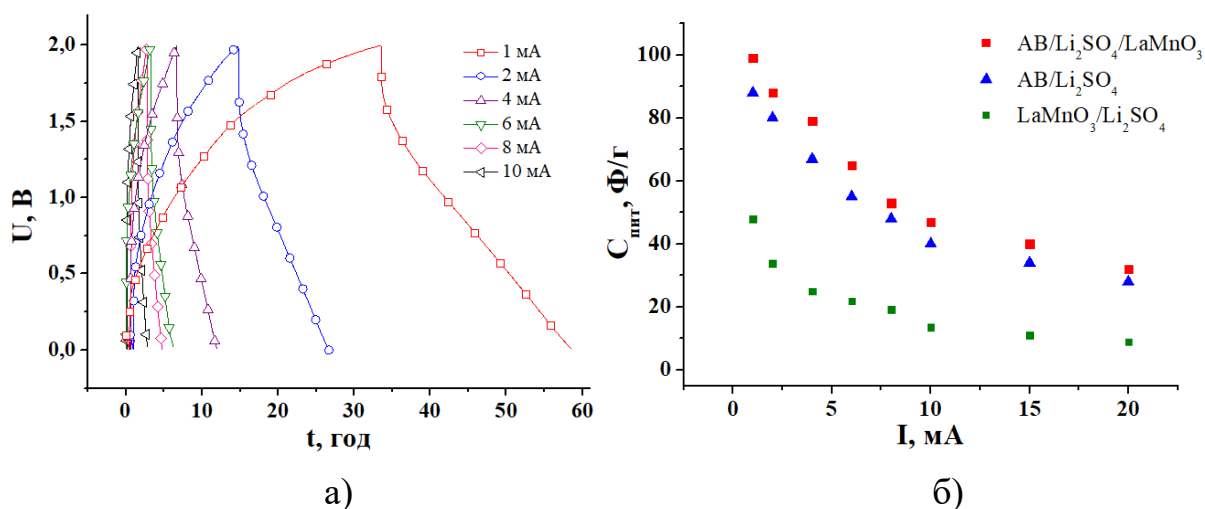 2,0
1,5
1,0
0,5
0,0
U, В
1 мА
2 мА
4 мА
6 мА
8 мА
10 мА
0 10 20 30 40 50 60
t, год
а)
100
80
60
40
20
0
C_пит, Ф/г
AB/Li₂SO₄/LaMnO₃
AB/Li₂SO₄
LaMnO₃/Li₂SO₄
0 5 10 15 20
I, мА
б)